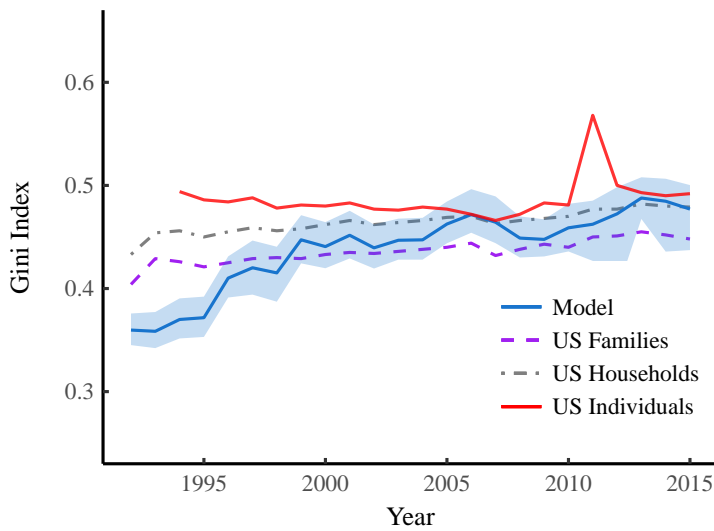 0.6
0.5
0.4
0.3
Gini Index
Model
US Families
US Households
US Individuals
1995
2000
2005
2010
2015
Year